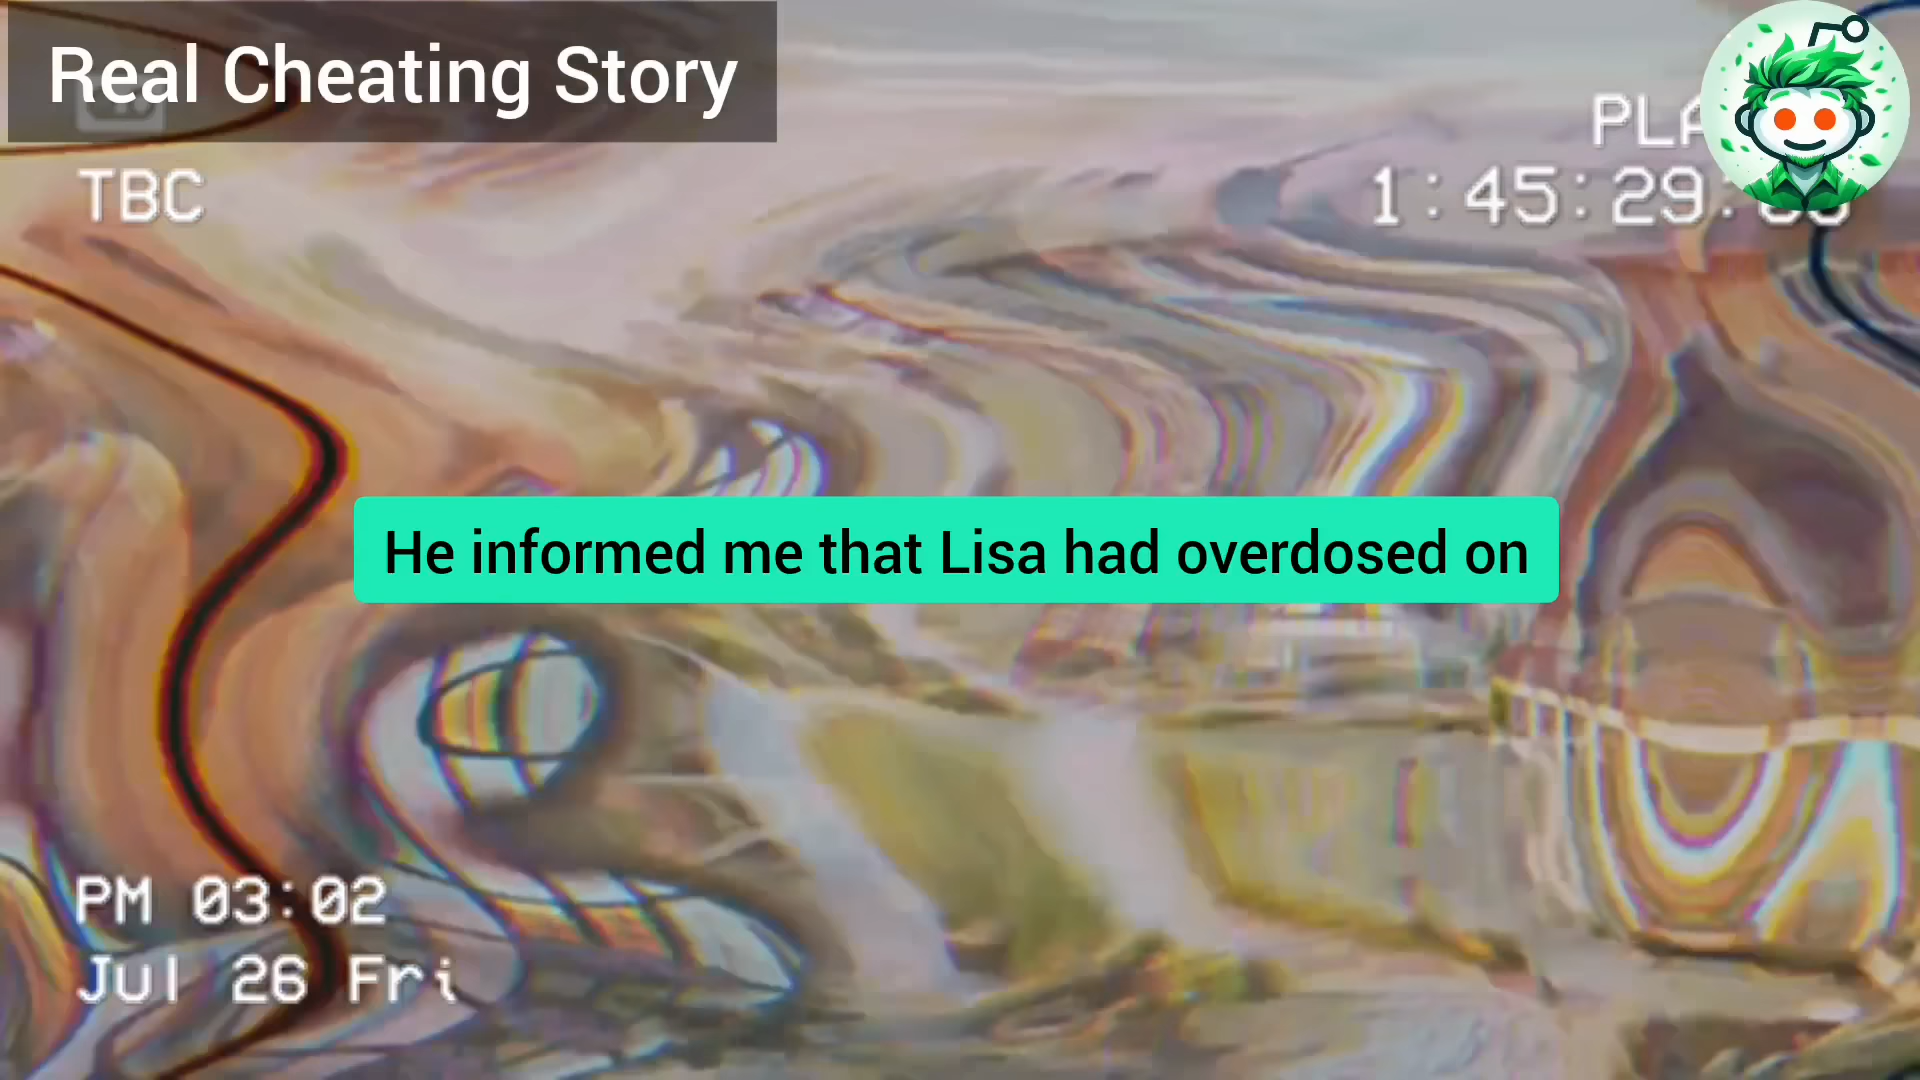 Real Cheating Story
TBC
1:45:29:
He informed me that Lisa had overdosed on
PM 03:02
Jul 26 Fri